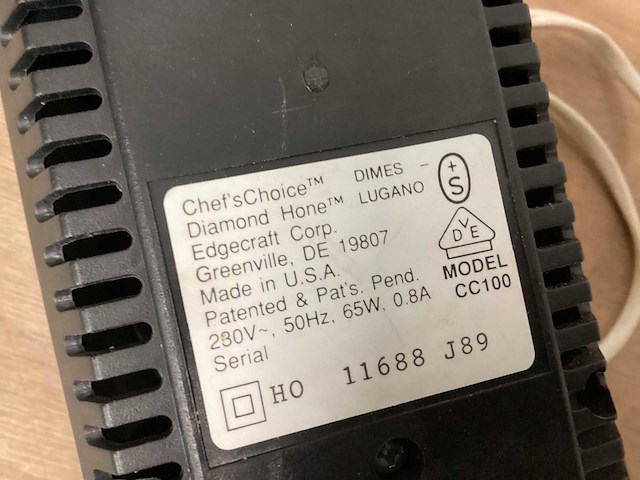 Chef'sChoice™ DIMES -
Diamond Hone™ LUGANO
Edgecraft Corp.
Greenville, DE 19807
Made in U.S.A.
Patented & Pat's. Pend.
230V~, 50Hz, 65W, 0.8A
Serial
HO 11688 J89
+
S
VDE
MODEL
CC100